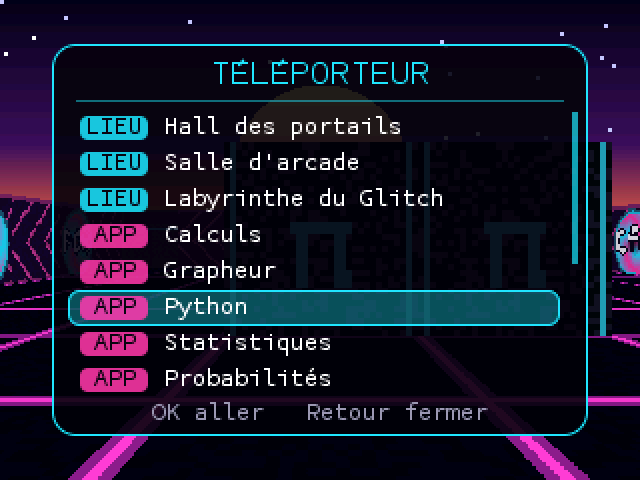 TÉLÉPORTEUR
LIEU Hall des portails
LIEU Salle d'arcade
LIEU Labyrinthe du Glitch
APP Calculs
APP Grapheur
APP Python
APP Statistiques
APP Probabilités
OK aller Retour fermer